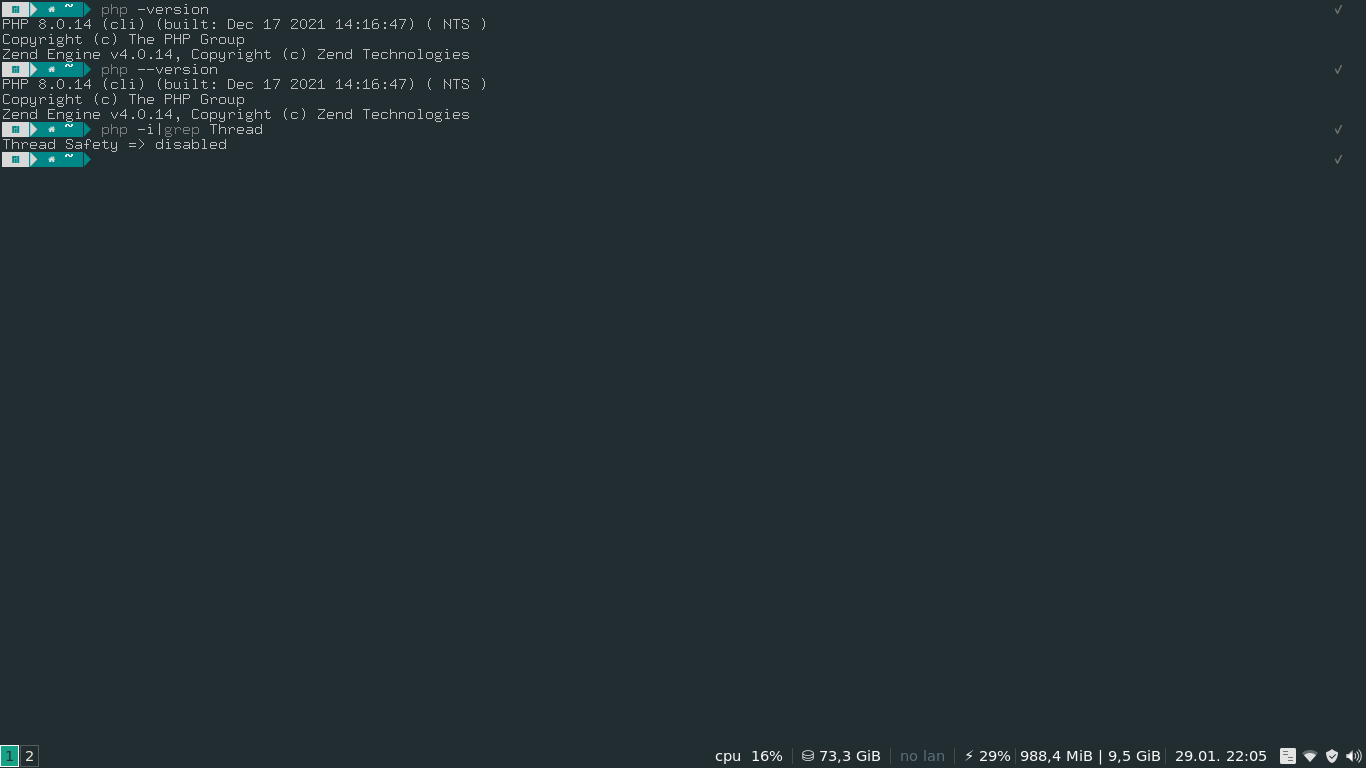 ~ php -version ✓
PHP 8.0.14 (cli) (built: Dec 17 2021 14:16:47) ( NTS )
Copyright (c) The PHP Group
Zend Engine v4.0.14, Copyright (c) Zend Technologies
~ php --version ✓
PHP 8.0.14 (cli) (built: Dec 17 2021 14:16:47) ( NTS )
Copyright (c) The PHP Group
Zend Engine v4.0.14, Copyright (c) Zend Technologies
~ php -i|grep Thread ✓
Thread Safety => disabled
~ ✓
1 2 cpu 16% 73,3 GiB no lan ⚡ 29% 988,4 MiB | 9,5 GiB 29.01. 22:05